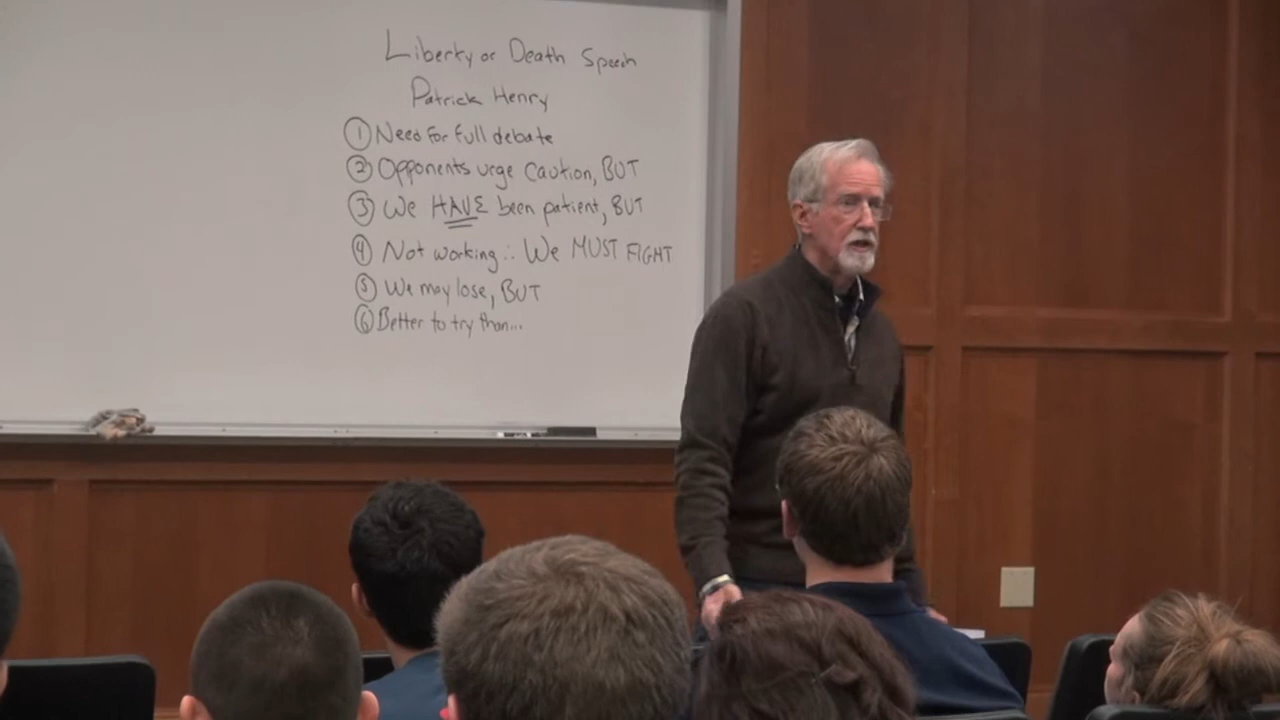 Liberty or Death Speech
Patrick Henry
① Need for full debate
② Opponents urge caution, BUT
③ We HAVE been patient, BUT
④ Not working ∴ We MUST FIGHT
⑤ We may lose, BUT
⑥ Better to try than...